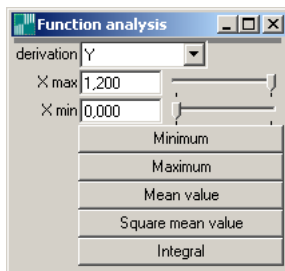 Function analysis
derivation Y
X max 1,200
X min 0,000
Minimum
Maximum
Mean value
Square mean value
Integral